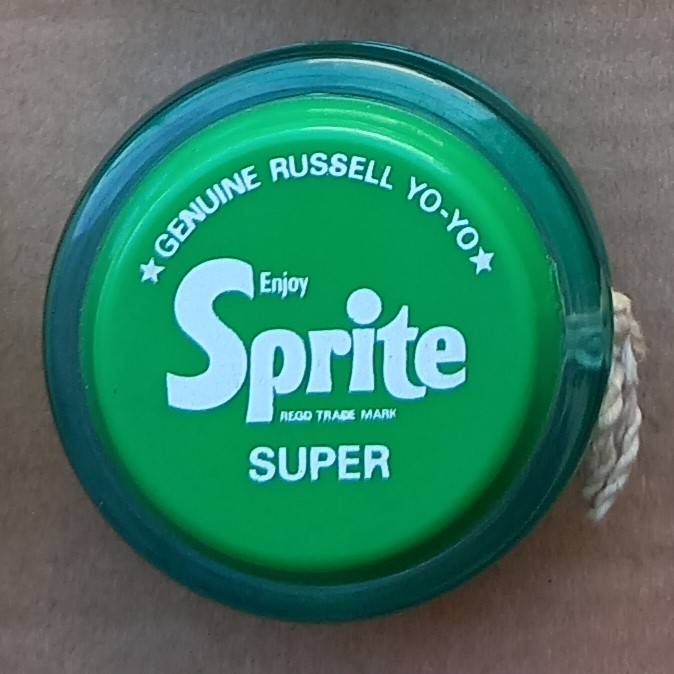 ★GENUINE RUSSELL YO-YO★
Enjoy
Sprite
REGD TRADE MARK
SUPER